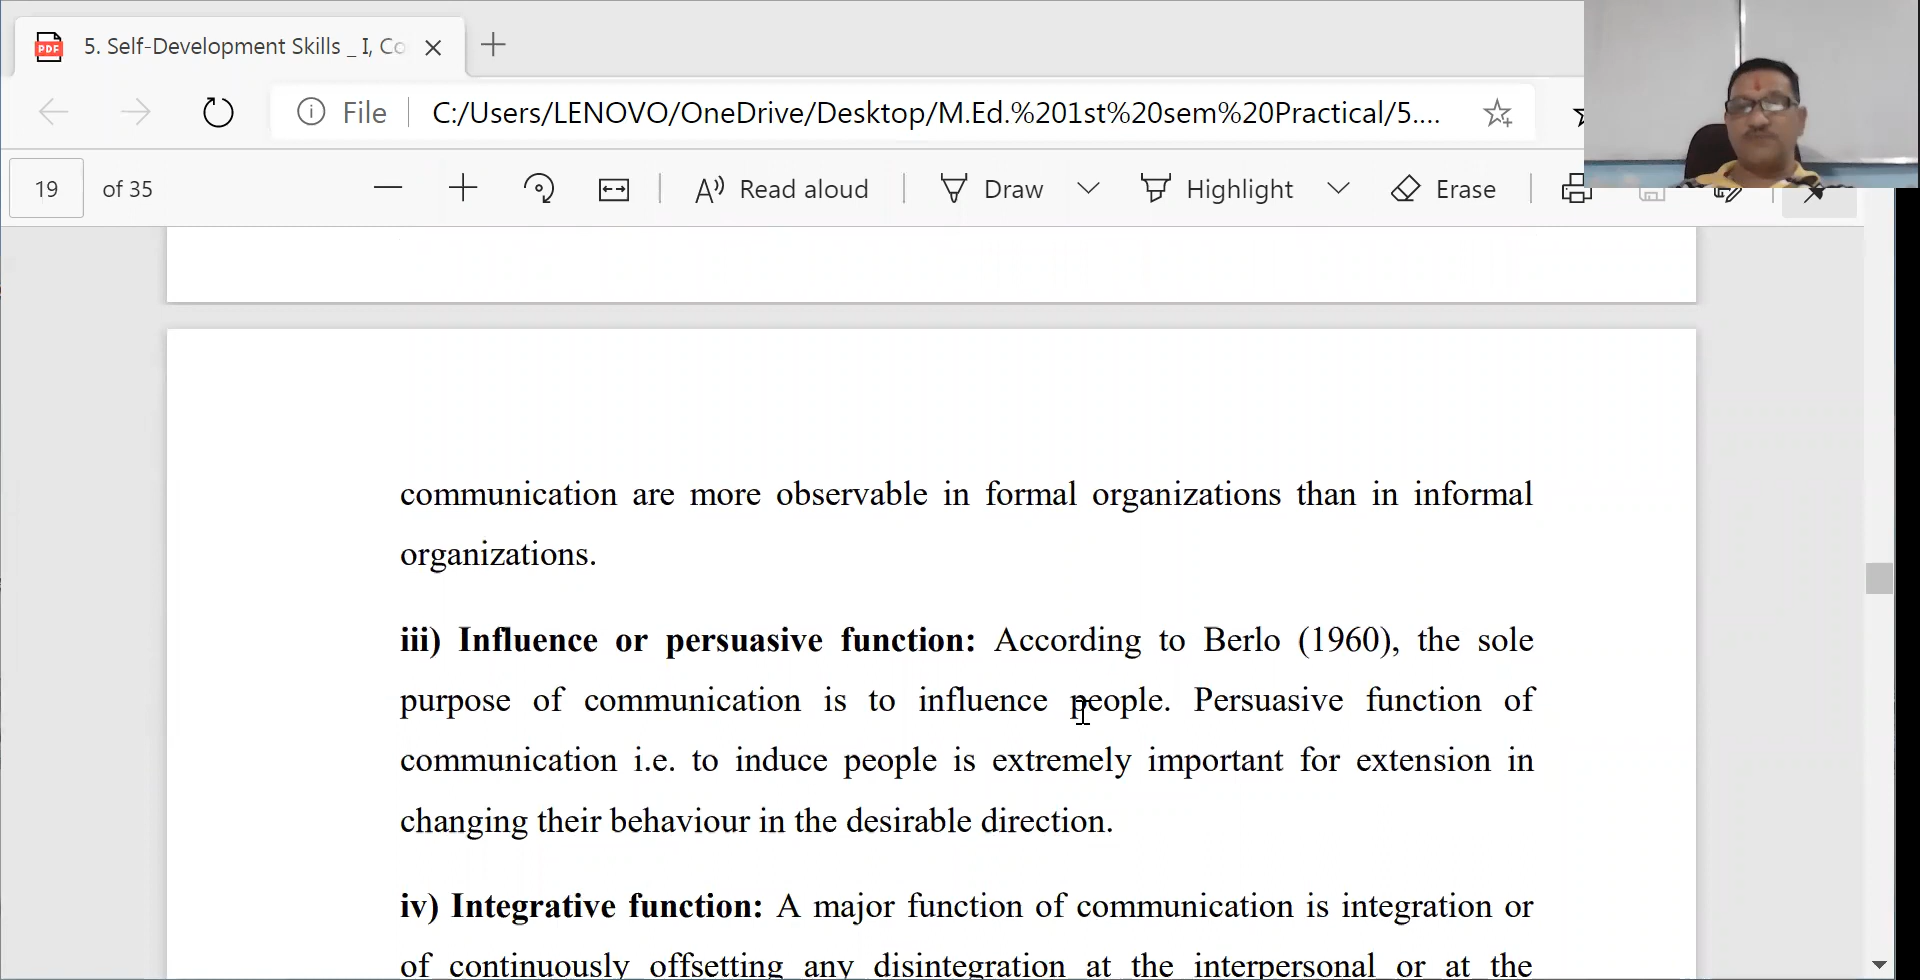 PDF
5. Self-Development Skills _ I, Co
File
C:/Users/LENOVO/OneDrive/Desktop/M.Ed.%201st%20sem%20Practical/5....
19 of 35
Read aloud
Draw
Highlight
Erase
communication are more observable in formal organizations than in informal
organizations.
iii) Influence or persuasive function: According to Berlo (1960), the sole
purpose of communication is to influence people. Persuasive function of
communication i.e. to induce people is extremely important for extension in
changing their behaviour in the desirable direction.
iv) Integrative function: A major function of communication is integration or
of continuously offsetting any disintegration at the interpersonal or at the